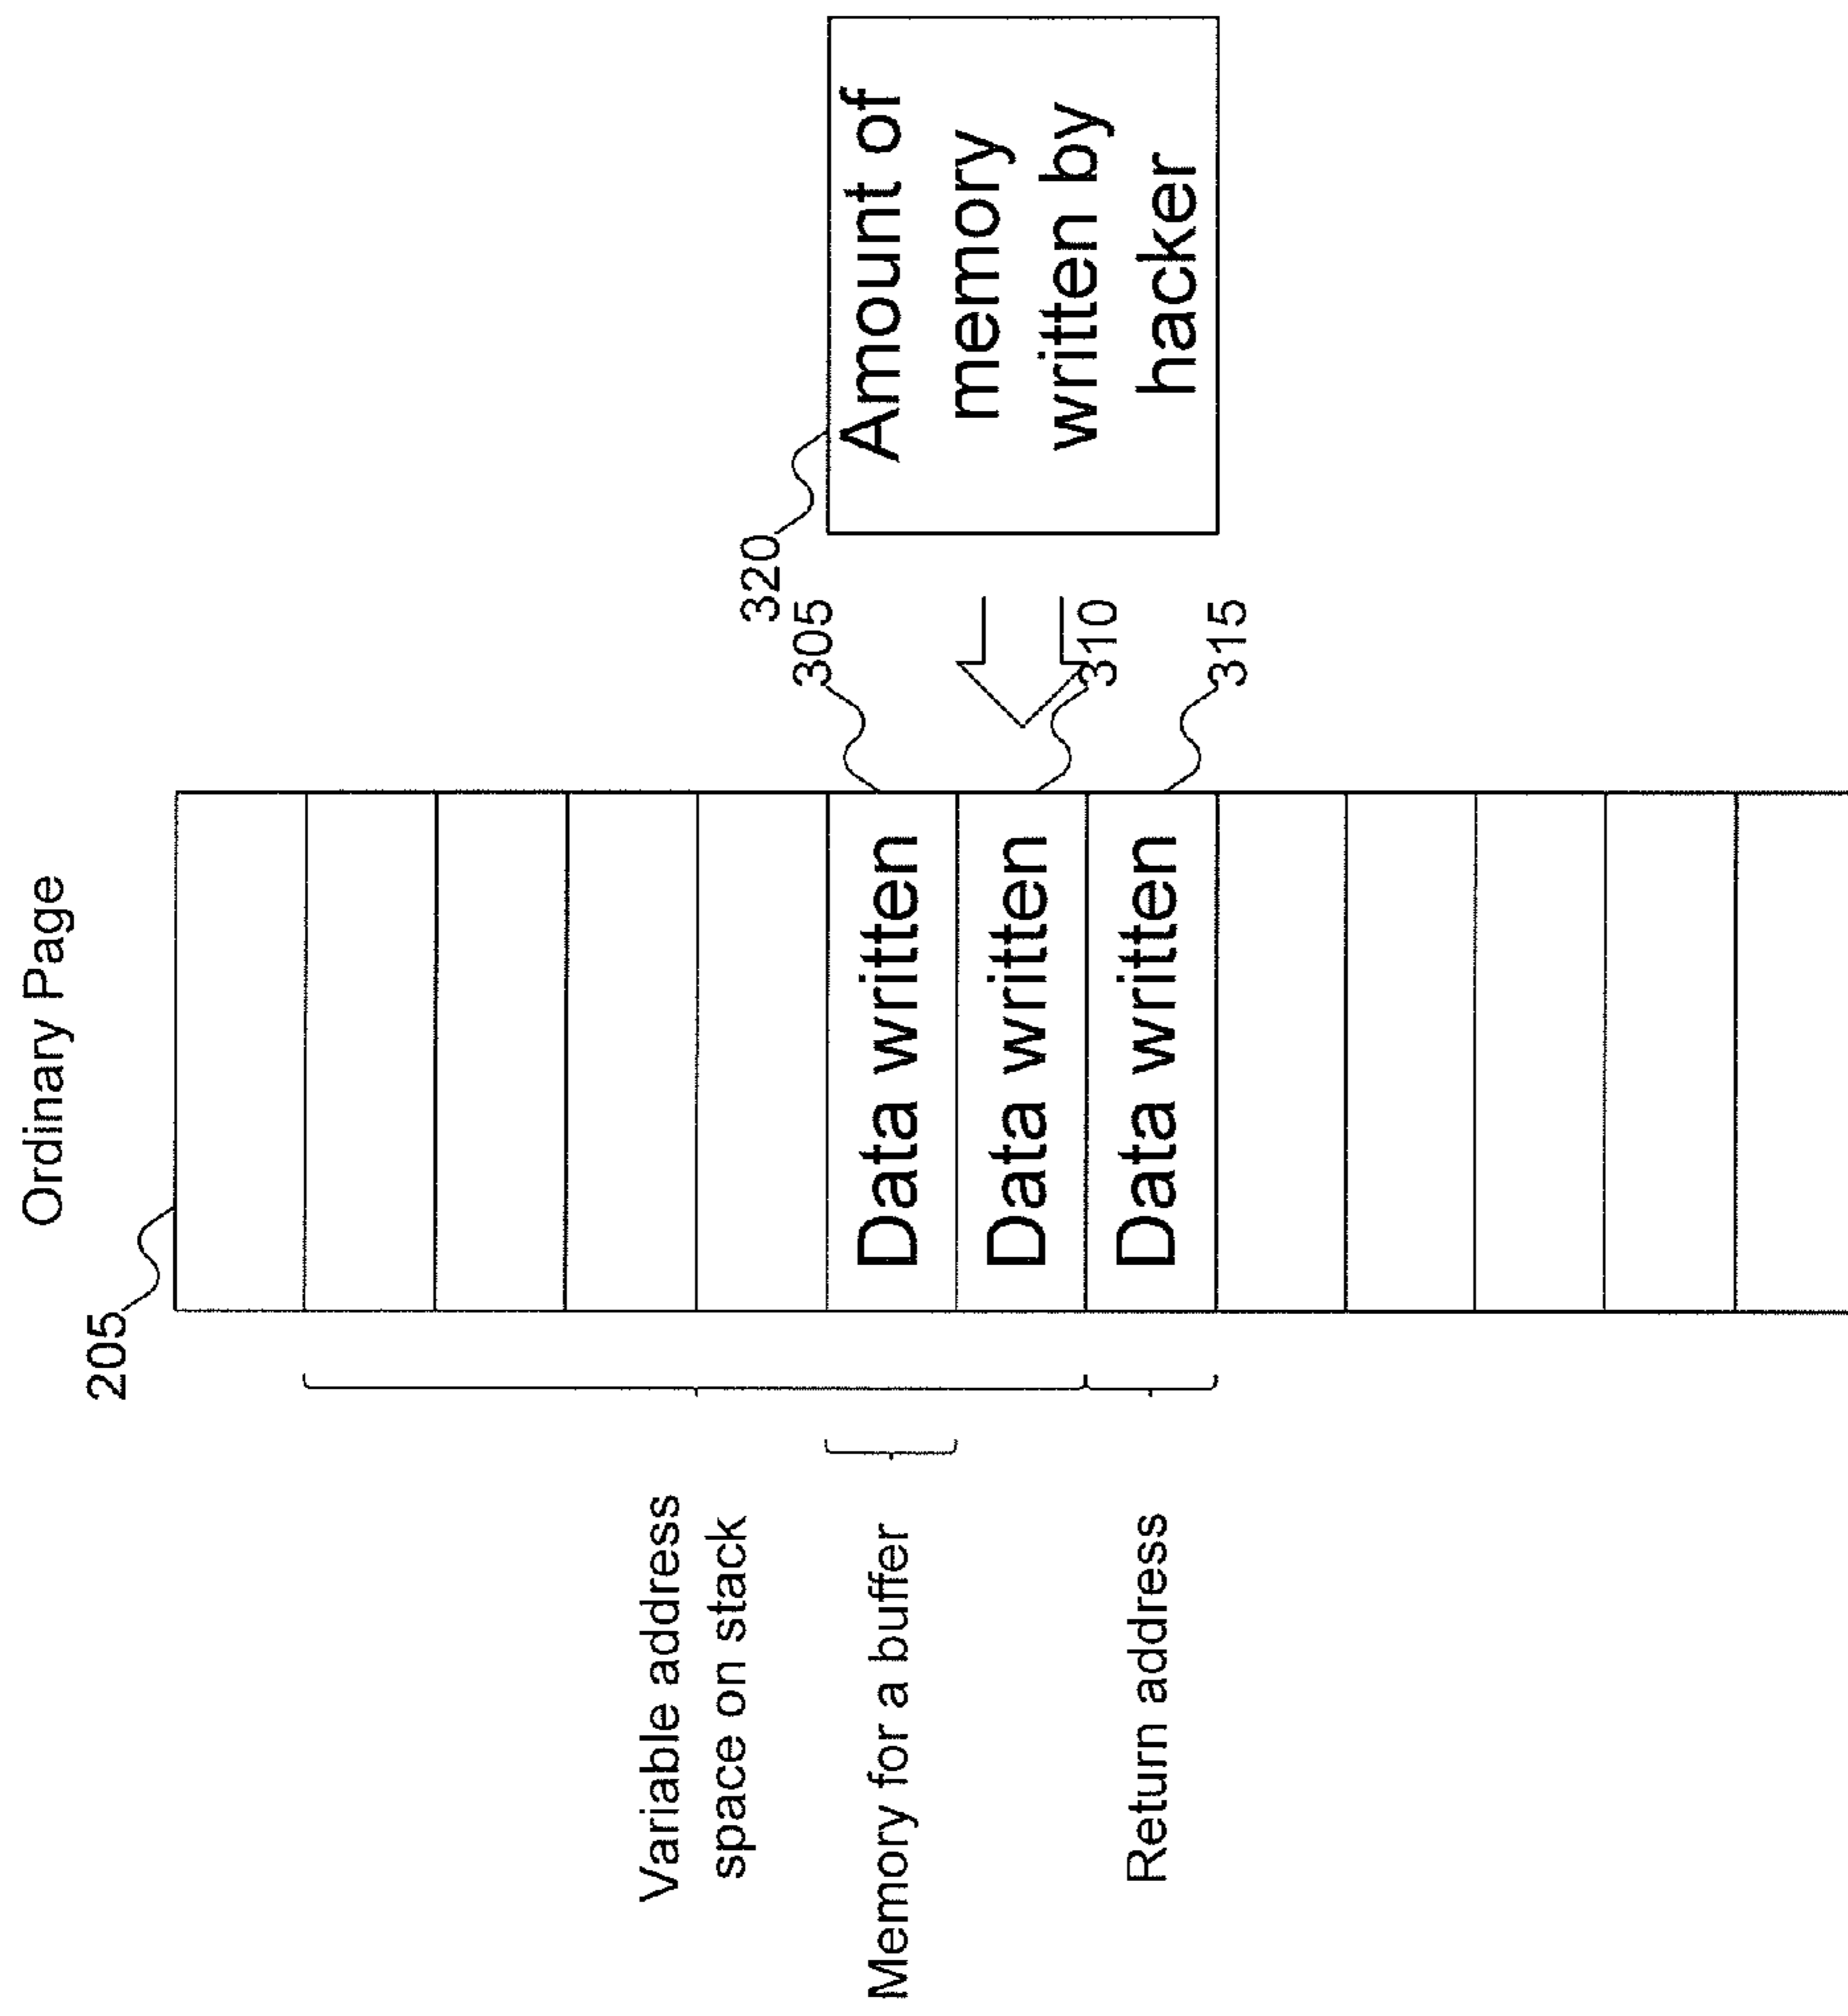 Ordinary Page
205
Variable address
space on stack
Memory for a buffer
Return address
Data written
Data written
Data written
305
310
315
320
Amount of
memory
written by
hacker